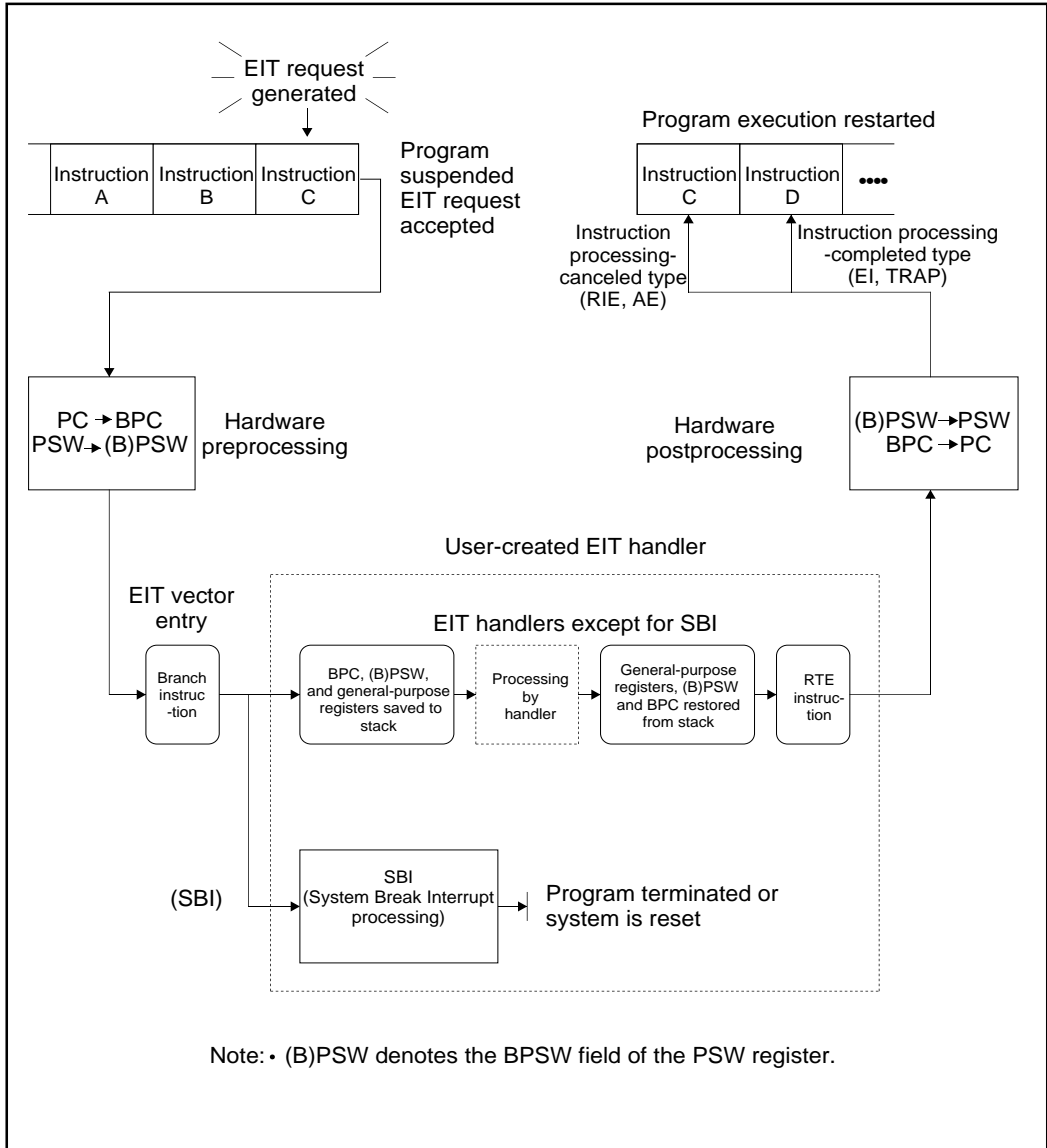 EIT request
generated
Instruction
A
Instruction
B
Instruction
C
Program
suspended
EIT request
accepted
Program execution restarted
Instruction
C
Instruction
D
••••
Instruction
processing-
canceled type
(RIE, AE)
Instruction processing
-completed type
(EI, TRAP)
PC → BPC
PSW → (B)PSW
Hardware
preprocessing
Hardware
postprocessing
(B)PSW → PSW
BPC → PC
User-created EIT handler
EIT vector
entry
EIT handlers except for SBI
Branch
instruc
-tion
BPC, (B)PSW,
and general-purpose
registers saved to
stack
Processing
by
handler
General-purpose
registers, (B)PSW
and BPC restored
from stack
RTE
instruc-
tion
(SBI)
SBI
(System Break Interrupt
processing)
Program terminated or
system is reset
Note: • (B)PSW denotes the BPSW field of the PSW register.